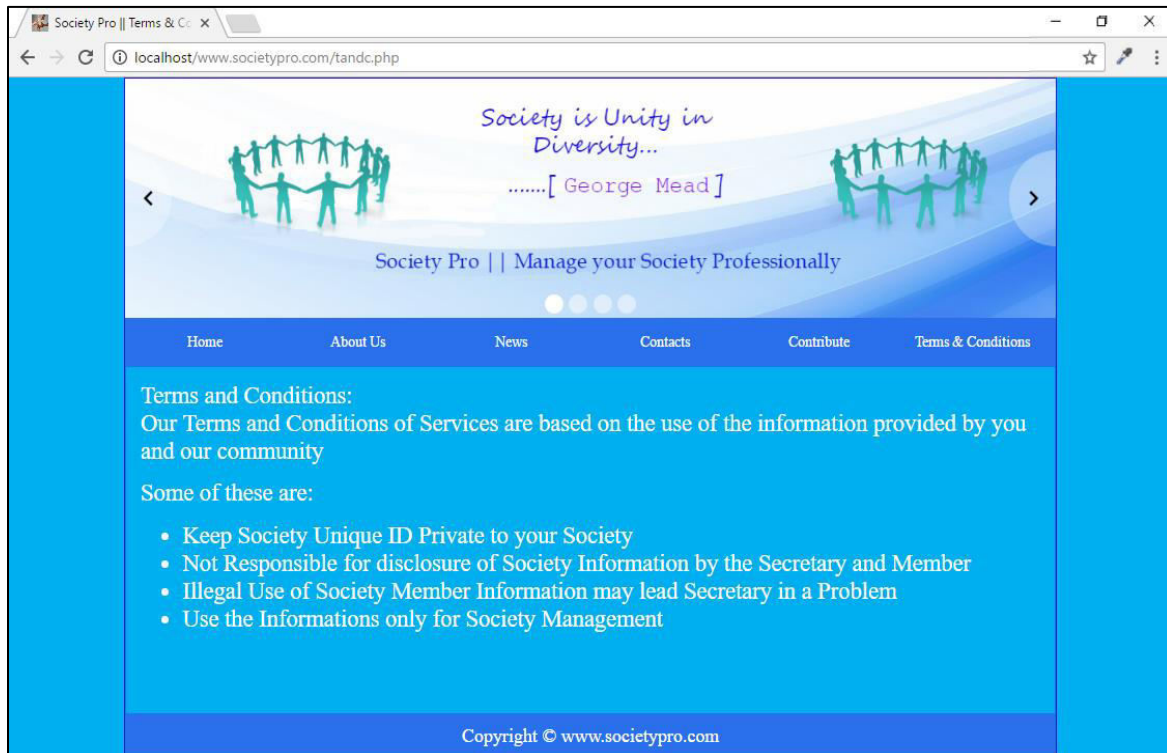 Society Pro || Terms & Co
localhost/www.societypro.com/tandc.php
Society is Unity in
Diversity...
.......[ George Mead ]
Society Pro || Manage your Society Professionally
Home About Us News Contacts Contribute Terms & Conditions
Terms and Conditions:
Our Terms and Conditions of Services are based on the use of the information provided by you
and our community
Some of these are:
• Keep Society Unique ID Private to your Society
• Not Responsible for disclosure of Society Information by the Secretary and Member
• Illegal Use of Society Member Information may lead Secretary in a Problem
• Use the Informations only for Society Management
Copyright © www.societypro.com